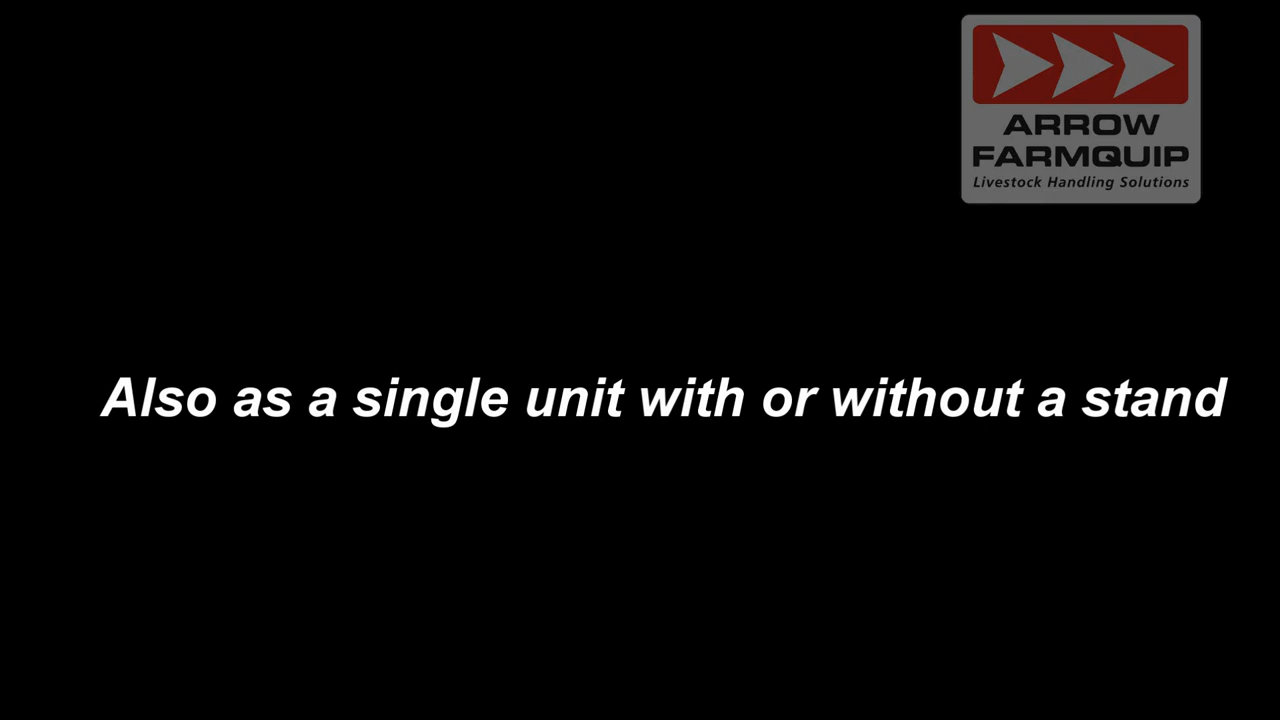 ARROW
FARMQUIP
Livestock Handling Solutions
Also as a single unit with or without a stand